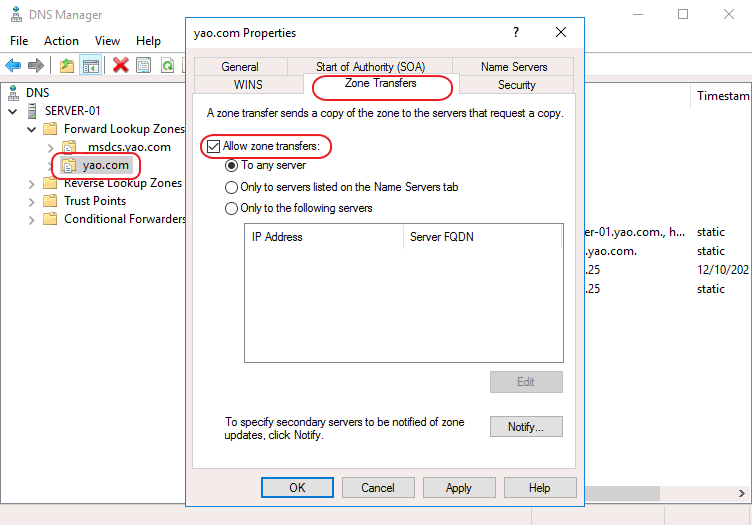 DNS Manager
File Action View Help
DNS
SERVER-01
Forward Lookup Zones
_msdcs.yao.com
yao.com
Reverse Lookup Zones
Trust Points
Conditional Forwarders
yao.com Properties
General
Start of Authority (SOA)
Name Servers
WINS
Zone Transfers
Security
A zone transfer sends a copy of the zone to the servers that request a copy.
Allow zone transfers:
To any server
Only to servers listed on the Name Servers tab
Only to the following servers
IP Address
Server FQDN
Edit
To specify secondary servers to be notified of zone
updates, click Notify.
Notify...
OK
Cancel
Apply
Help
Timestam
er-01.yao.com., h... static
.yao.com. static
.25 12/10/202
.25 static